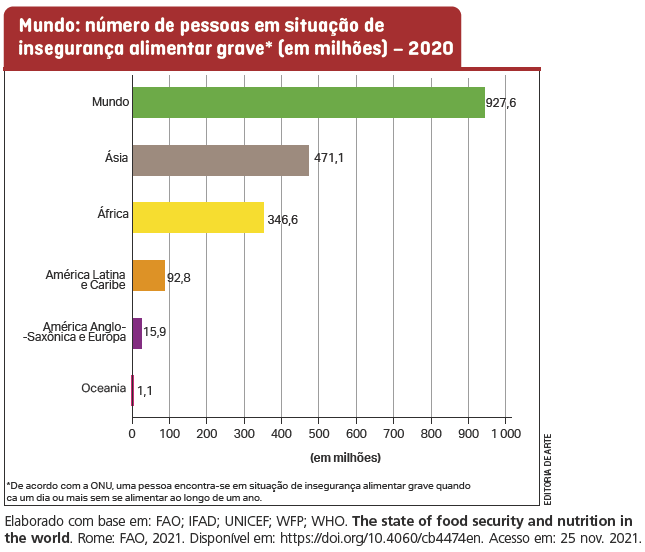 Mundo: número de pessoas em situação de
insegurança alimentar grave* (em milhões) – 2020
Mundo
927,6
Ásia
471,1
África
346,6
América Latina
e Caribe
92,8
América Anglo-
-Saxônica e Europa
15,9
Oceania
1,1
0 100 200 300 400 500 600 700 800 900 1 000
(em milhões)
*De acordo com a ONU, uma pessoa encontra-se em situação de insegurança alimentar grave quando
ca um dia ou mais sem se alimentar ao longo de um ano.
EDITORIA DE ARTE
Elaborado com base em: FAO; IFAD; UNICEF; WFP; WHO. The state of food security and nutrition in
the world. Rome: FAO, 2021. Disponível em: https://doi.org/10.4060/cb4474en. Acesso em: 25 nov. 2021.